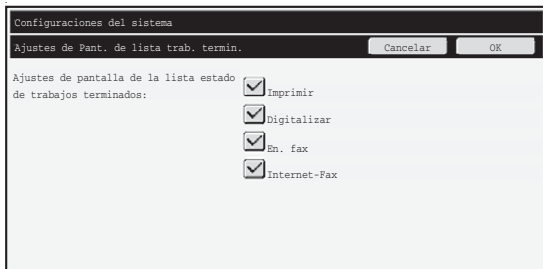 Configuraciones del sistema
Ajustes de Pant. de lista trab. termin. Cancelar OK
Ajustes de pantalla de la lista estado
de trabajos terminados:
Imprimir
Digitalizar
En. fax
Internet-Fax